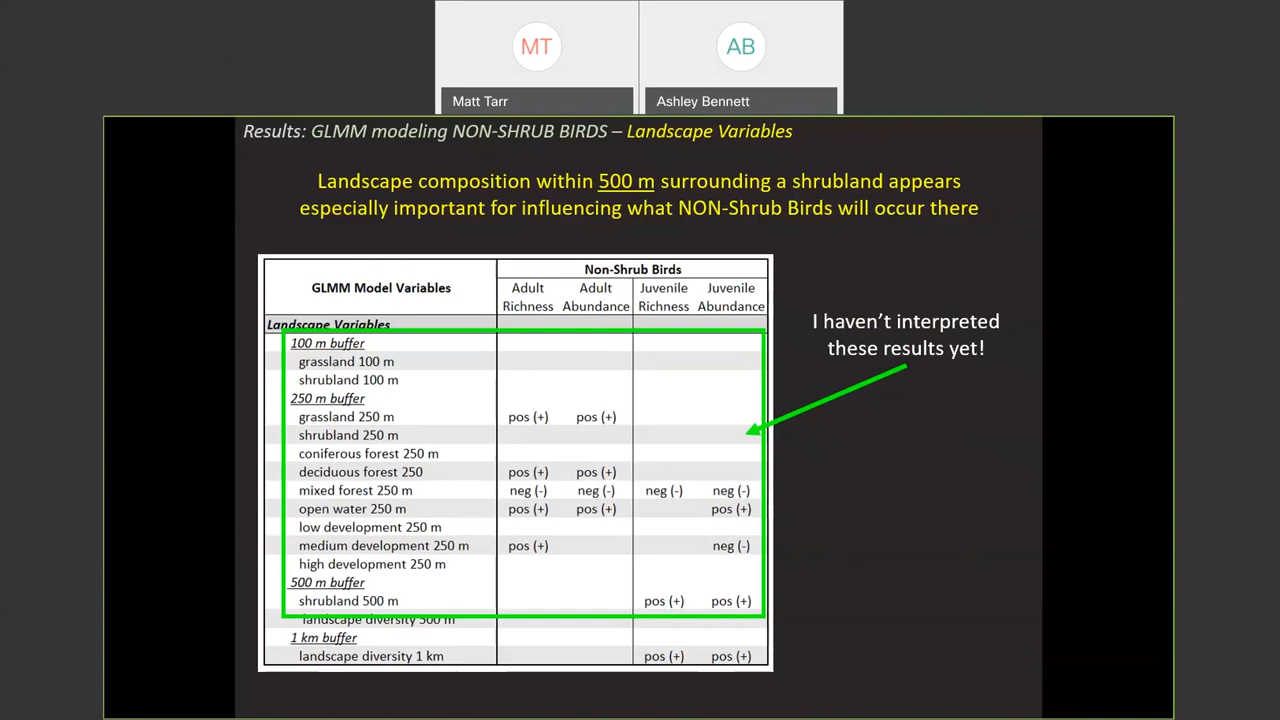 MT
AB
Matt Tarr
Ashley Bennett
Results: GLMM modeling NON-SHRUB BIRDS – Landscape Variables
Landscape composition within 500 m surrounding a shrubland appears
especially important for influencing what NON-Shrub Birds will occur there
Non-Shrub Birds
GLMM Model Variables
Adult Richness
Adult Abundance
Juvenile Richness
Juvenile Abundance
Landscape Variables
100 m buffer
grassland 100 m
shrubland 100 m
250 m buffer
grassland 250 m pos (+) pos (+)
shrubland 250 m
coniferous forest 250 m
deciduous forest 250 pos (+) pos (+)
mixed forest 250 m neg (-) neg (-) neg (-) neg (-)
open water 250 m pos (+) pos (+) pos (+)
low development 250 m
medium development 250 m pos (+) neg (-)
high development 250 m
500 m buffer
shrubland 500 m pos (+) pos (+)
landscape diversity 500 m
1 km buffer
landscape diversity 1 km pos (+) pos (+)
I haven't interpreted
these results yet!